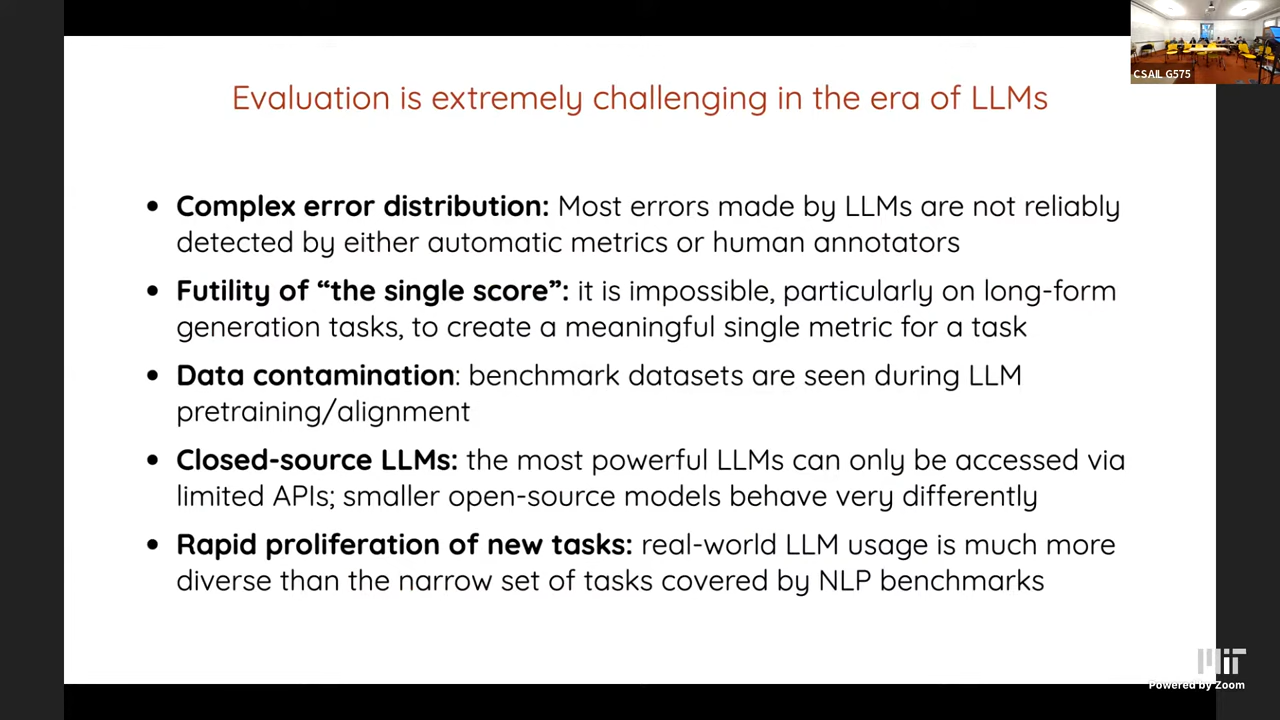 CSAIL G575
Evaluation is extremely challenging in the era of LLMs
• Complex error distribution: Most errors made by LLMs are not reliably
detected by either automatic metrics or human annotators
• Futility of “the single score”: it is impossible, particularly on long-form
generation tasks, to create a meaningful single metric for a task
• Data contamination: benchmark datasets are seen during LLM
pretraining/alignment
• Closed-source LLMs: the most powerful LLMs can only be accessed via
limited APIs; smaller open-source models behave very differently
• Rapid proliferation of new tasks: real-world LLM usage is much more
diverse than the narrow set of tasks covered by NLP benchmarks
MIT
Powered by Zoom